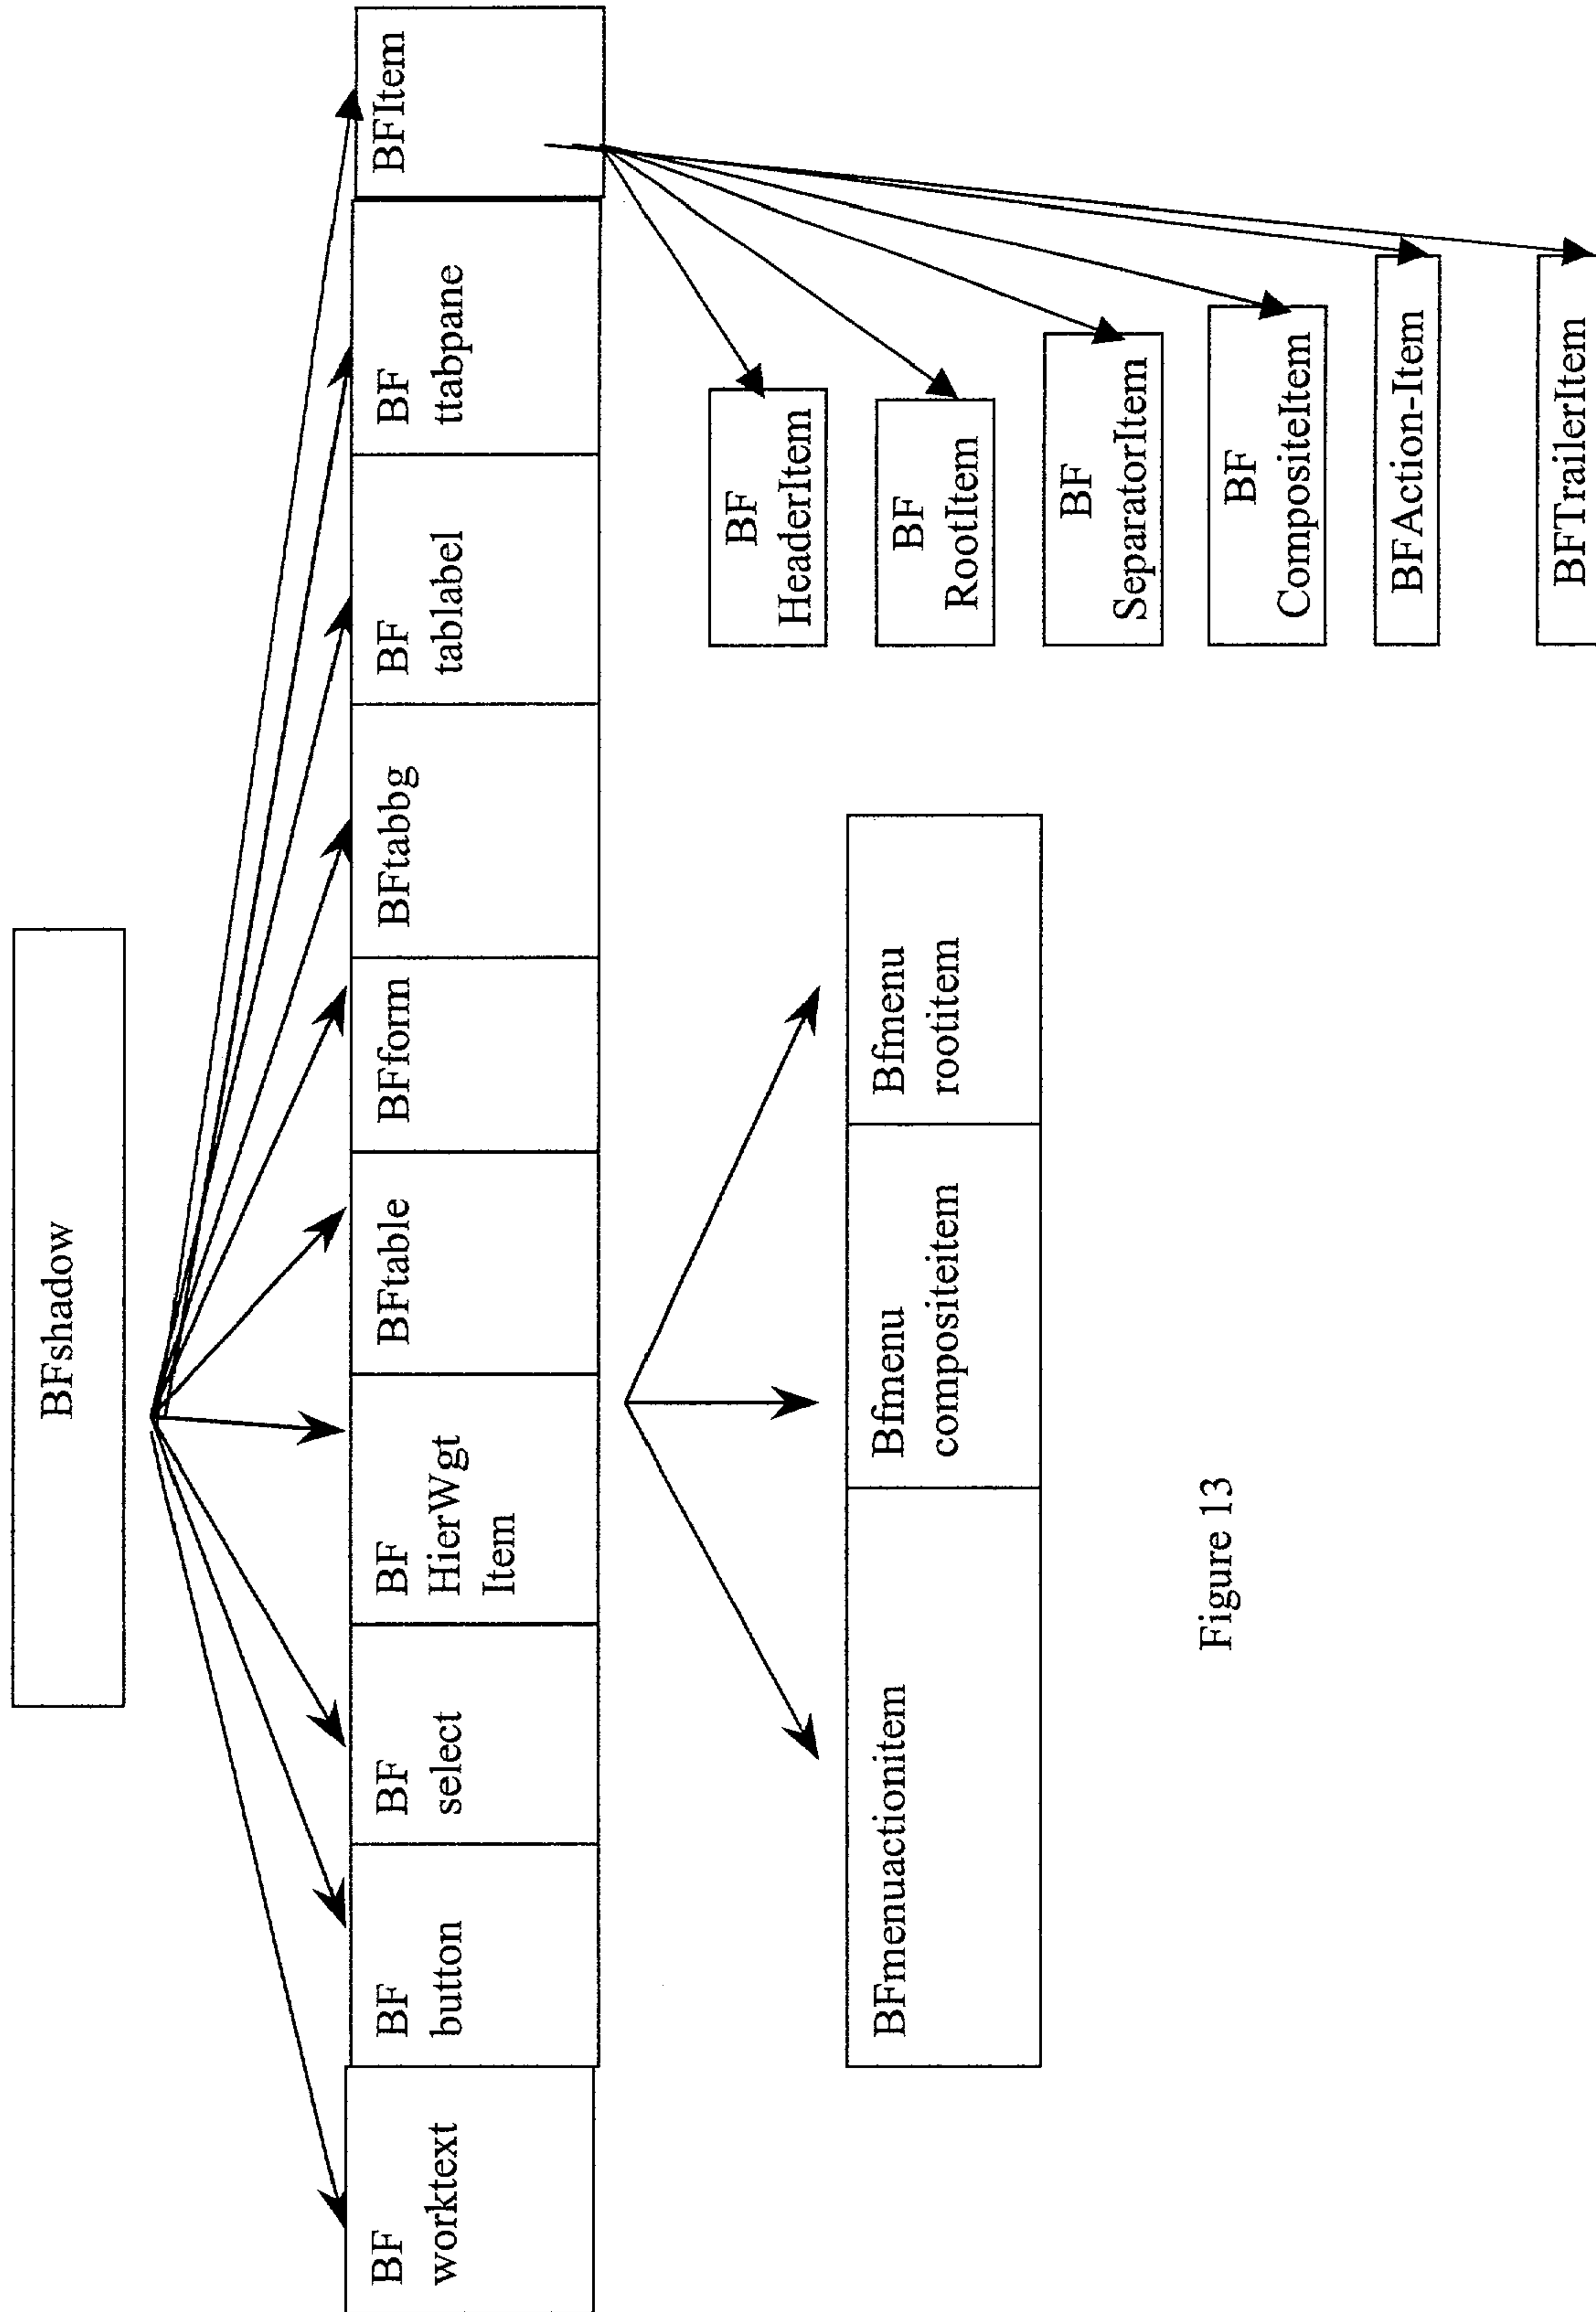 BFshadow
BF
worktext
BF
button
BF
select
BF
HierWgt
Item
BFtable
BFform
BFtabbg
BF
tablabel
BF
ttabpane
BFItem
BFmenuactionitem
Bfmenu
compositeitem
Bfmenu
rootitem
BF
HeaderItem
BF
RootItem
BF
SeparatorItem
BF
CompositeItem
BFAction-Item
BFTrailerItem
Figure 13